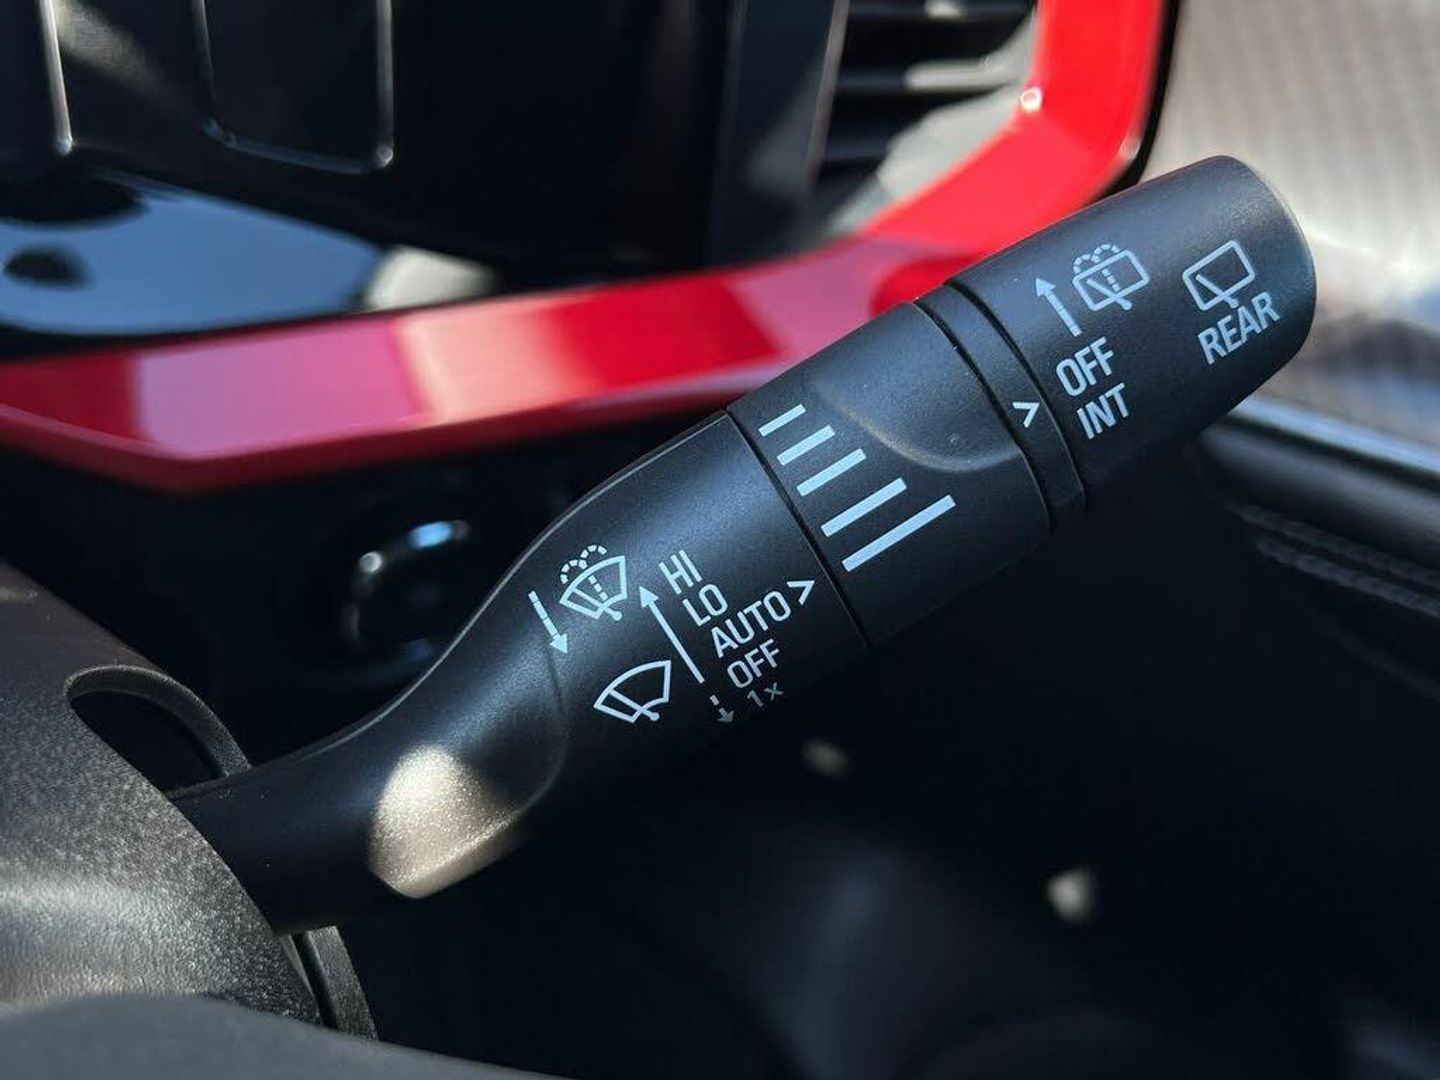 HI
LO
AUTO >
OFF
1x
> OFF
INT
REAR